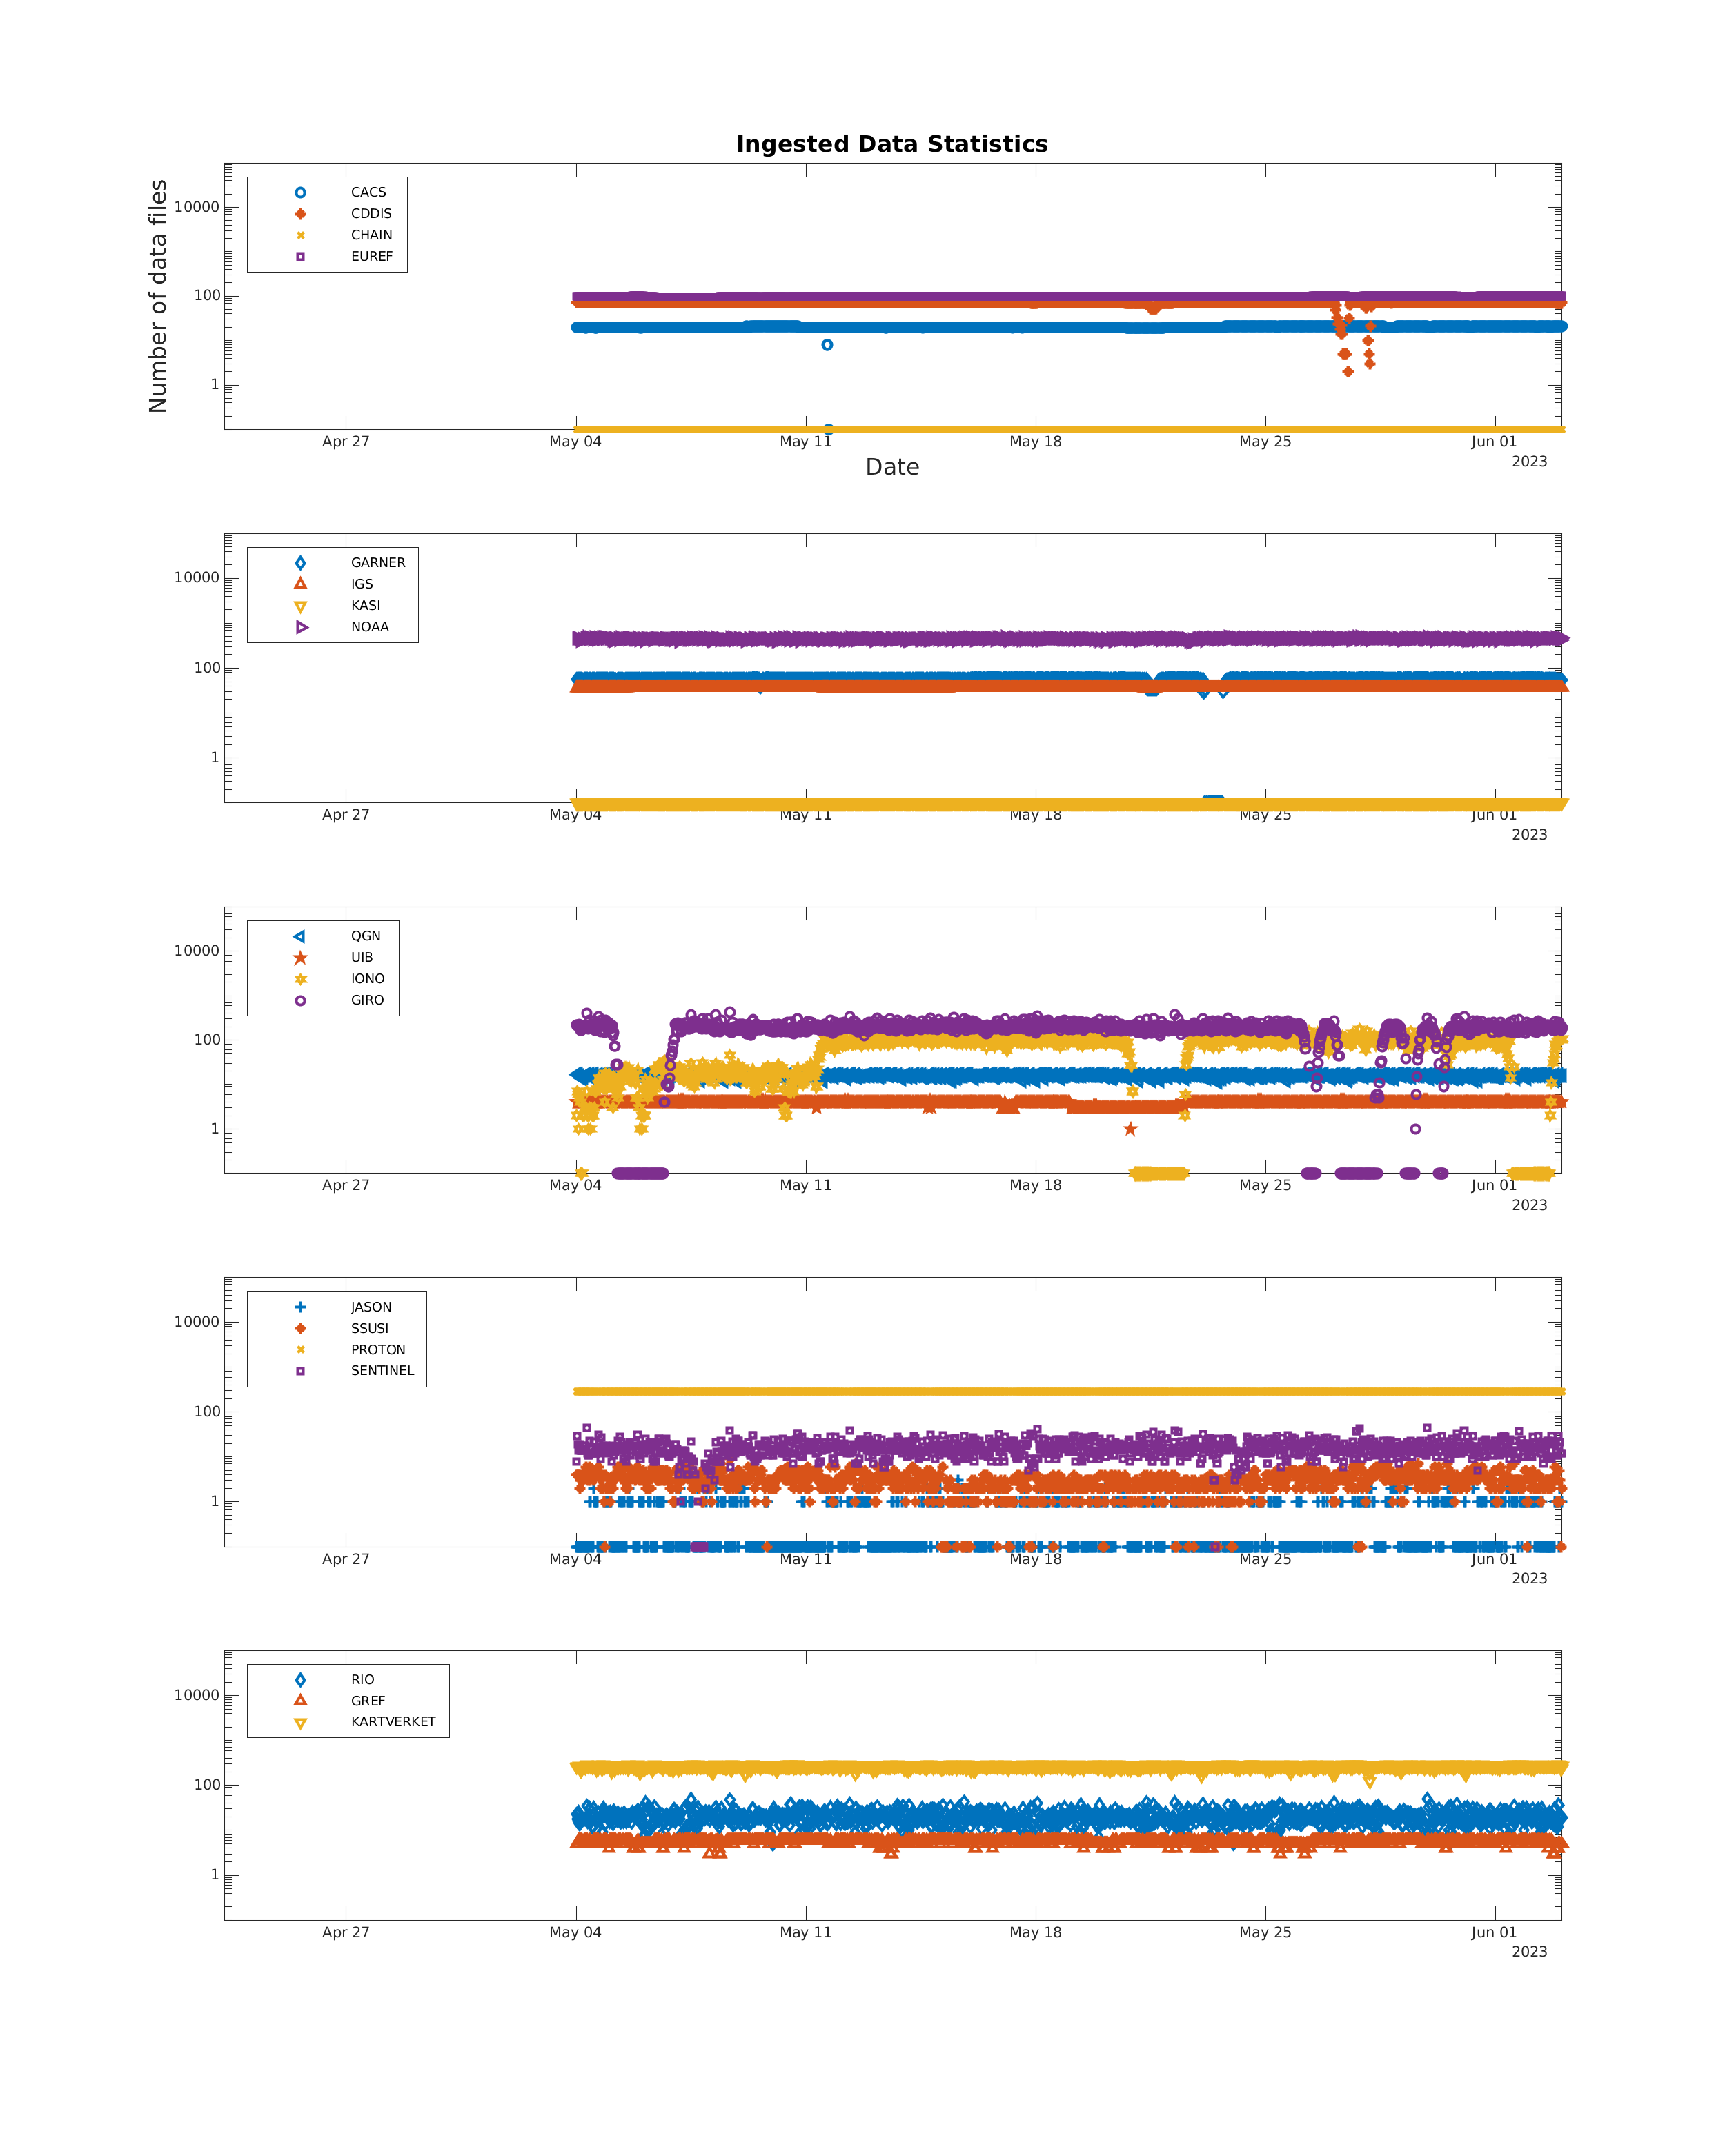 Ingested Data Statistics
Number of data files
10000
100
1
CACS
CDDIS
CHAIN
EUREF
Apr 27 May 04 May 11 May 18 May 25 Jun 01
2023
Date
10000
100
1
GARNER
IGS
KASI
NOAA
Apr 27 May 04 May 11 May 18 May 25 Jun 01
2023
10000
100
1
QGN
UIB
IONO
GIRO
Apr 27 May 04 May 11 May 18 May 25 Jun 01
2023
10000
100
1
JASON
SSUSI
PROTON
SENTINEL
Apr 27 May 04 May 11 May 18 May 25 Jun 01
2023
10000
100
1
RIO
GREF
KARTVERKET
Apr 27 May 04 May 11 May 18 May 25 Jun 01
2023